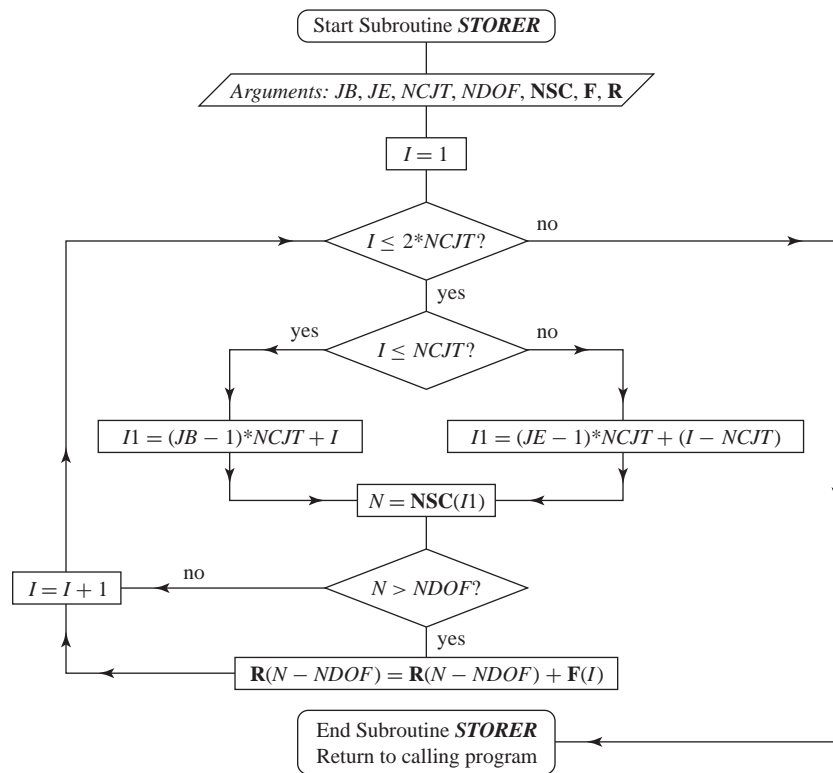 Start Subroutine STORER
Arguments: JB, JE, NCJT, NDOF, NSC, F, R
I = 1
I ≤ 2*NCJT?
no
yes
yes
I ≤ NCJT?
no
I1 = (JB − 1)*NCJT + I
I1 = (JE − 1)*NCJT + (I − NCJT)
N = NSC(I1)
I = I + 1
no
N > NDOF?
yes
R(N − NDOF) = R(N − NDOF) + F(I)
End Subroutine STORER
Return to calling program